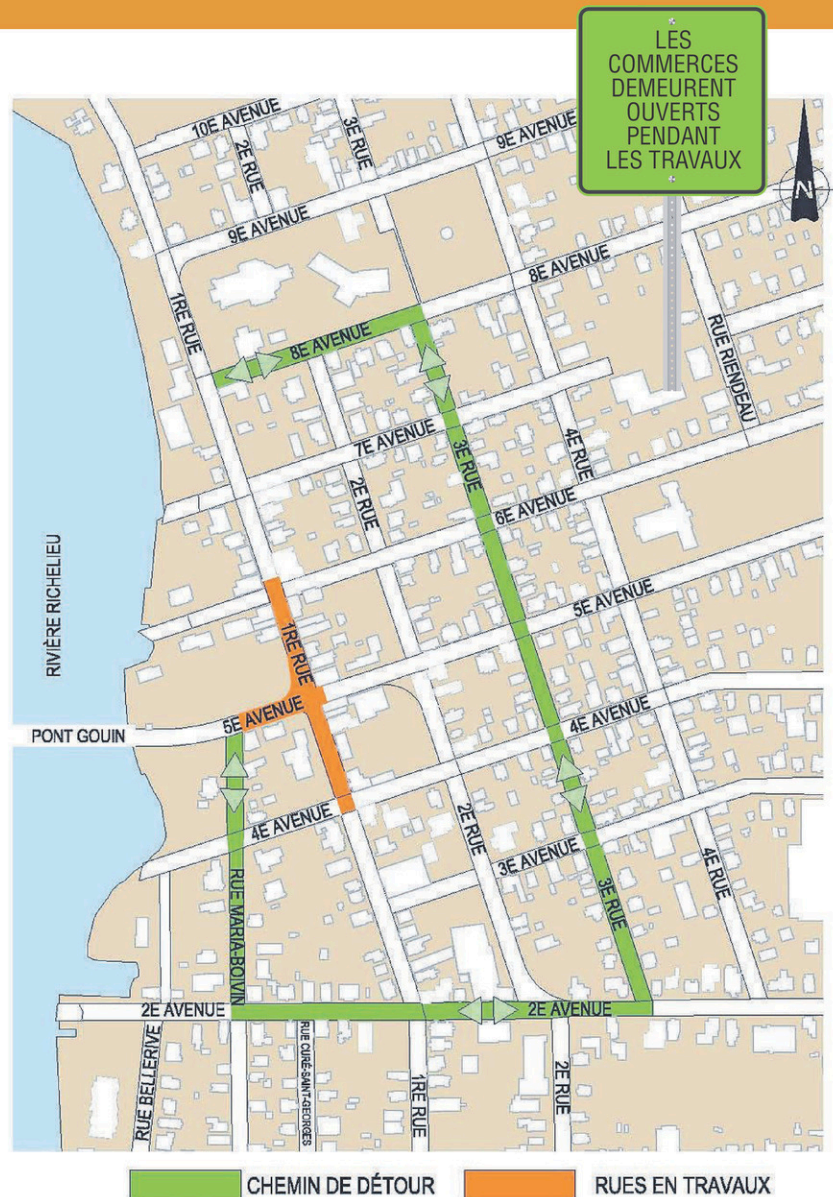 LES
COMMERCES
DEMEURENT
OUVERTS
PENDANT
LES TRAVAUX
N
10E AVENUE
3E RUE
2E RUE
9E AVENUE
9E AVENUE
8E AVENUE
1RE RUE
8E AVENUE
RUE RIENDEAU
7E AVENUE
3E RUE
4E RUE
2E RUE
6E AVENUE
RIVIÈRE RICHELIEU
5E AVENUE
1RE RUE
5E AVENUE
4E AVENUE
PONT GOUIN
4E AVENUE
2E RUE
3E AVENUE
4E RUE
RUE MARIA-BOIVIN
3E RUE
2E AVENUE
2E AVENUE
RUE BELLERIVE
RUE CURÉ-SAINT-GEORGES
1RE RUE
2E RUE
CHEMIN DE DÉTOUR
RUES EN TRAVAUX